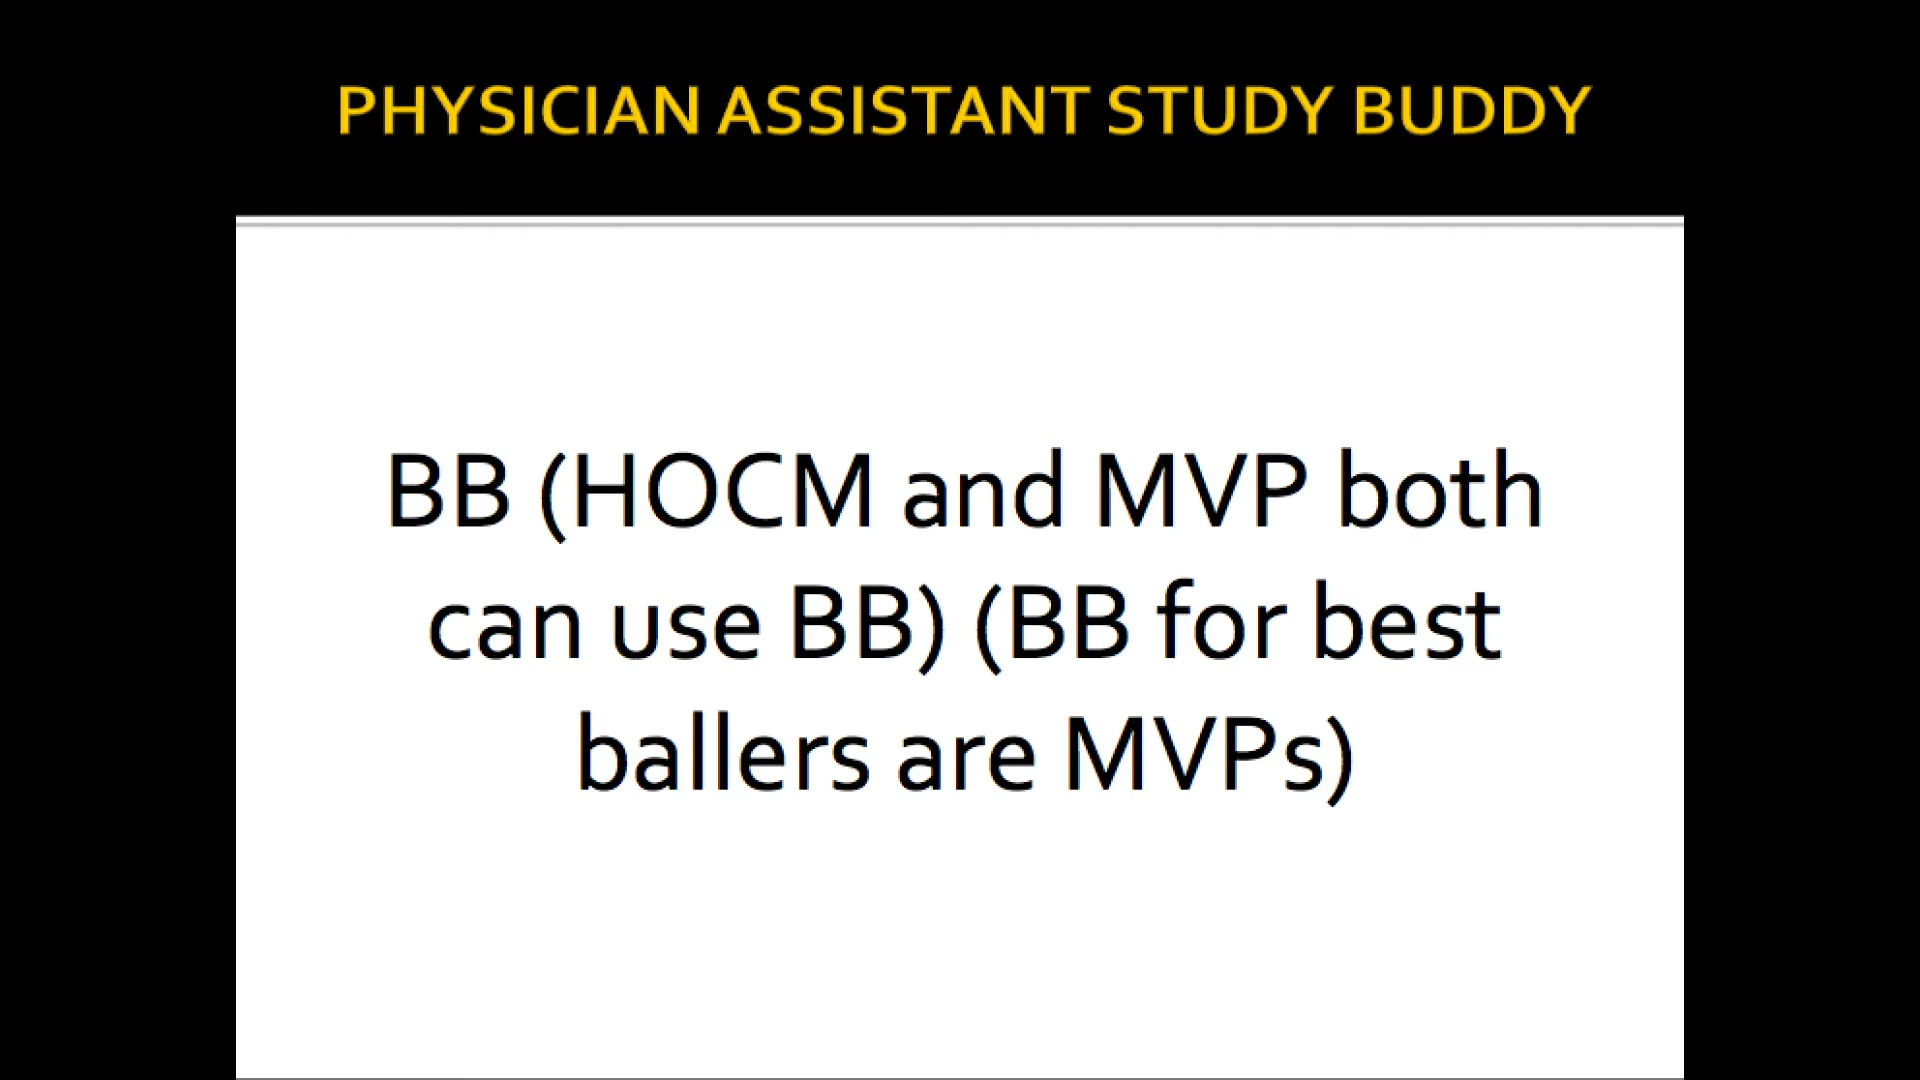 PHYSICIAN ASSISTANT STUDY BUDDY
BB (HOCM and MVP both
can use BB) (BB for best
ballers are MVPs)